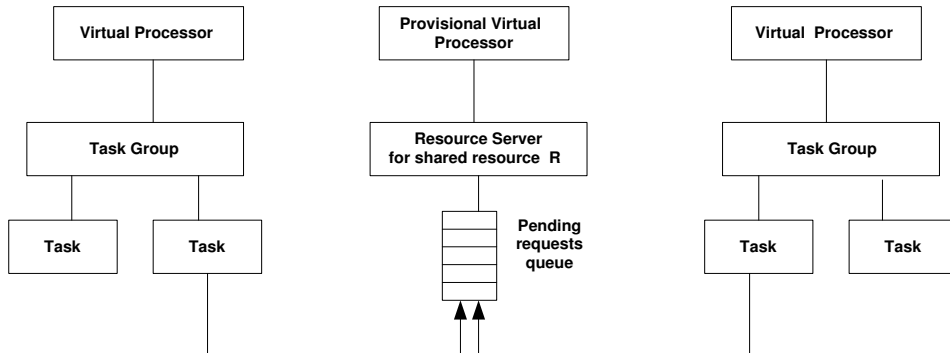 Virtual Processor
Provisional Virtual
Processor
Virtual Processor
Task Group
Resource Server
for shared resource R
Task Group
Task
Task
Pending
requests
queue
Task
Task